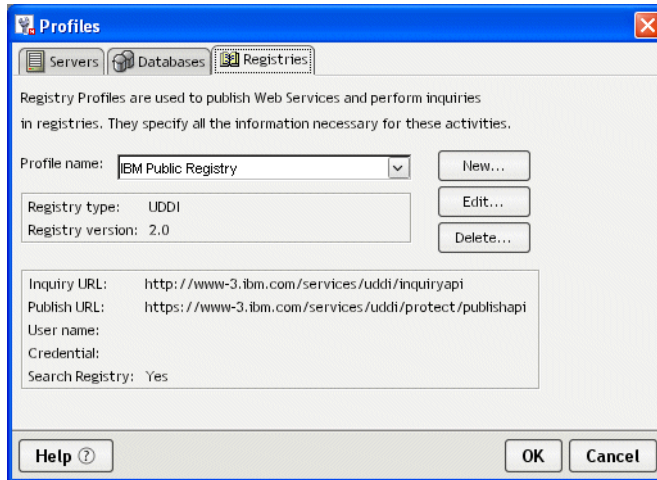 Profiles
Servers
Databases
Registries
Registry Profiles are used to publish Web Services and perform inquiries
in registries. They specify all the information necessary for these activities.
Profile name: IBM Public Registry
New...
Registry type: UDDI
Edit...
Registry version: 2.0
Delete...
Inquiry URL: http://www-3.ibm.com/services/uddi/inquiryapi
Publish URL: https://www-3.ibm.com/services/uddi/protect/publishapi
User name:
Credential:
Search Registry: Yes
Help ?
OK
Cancel